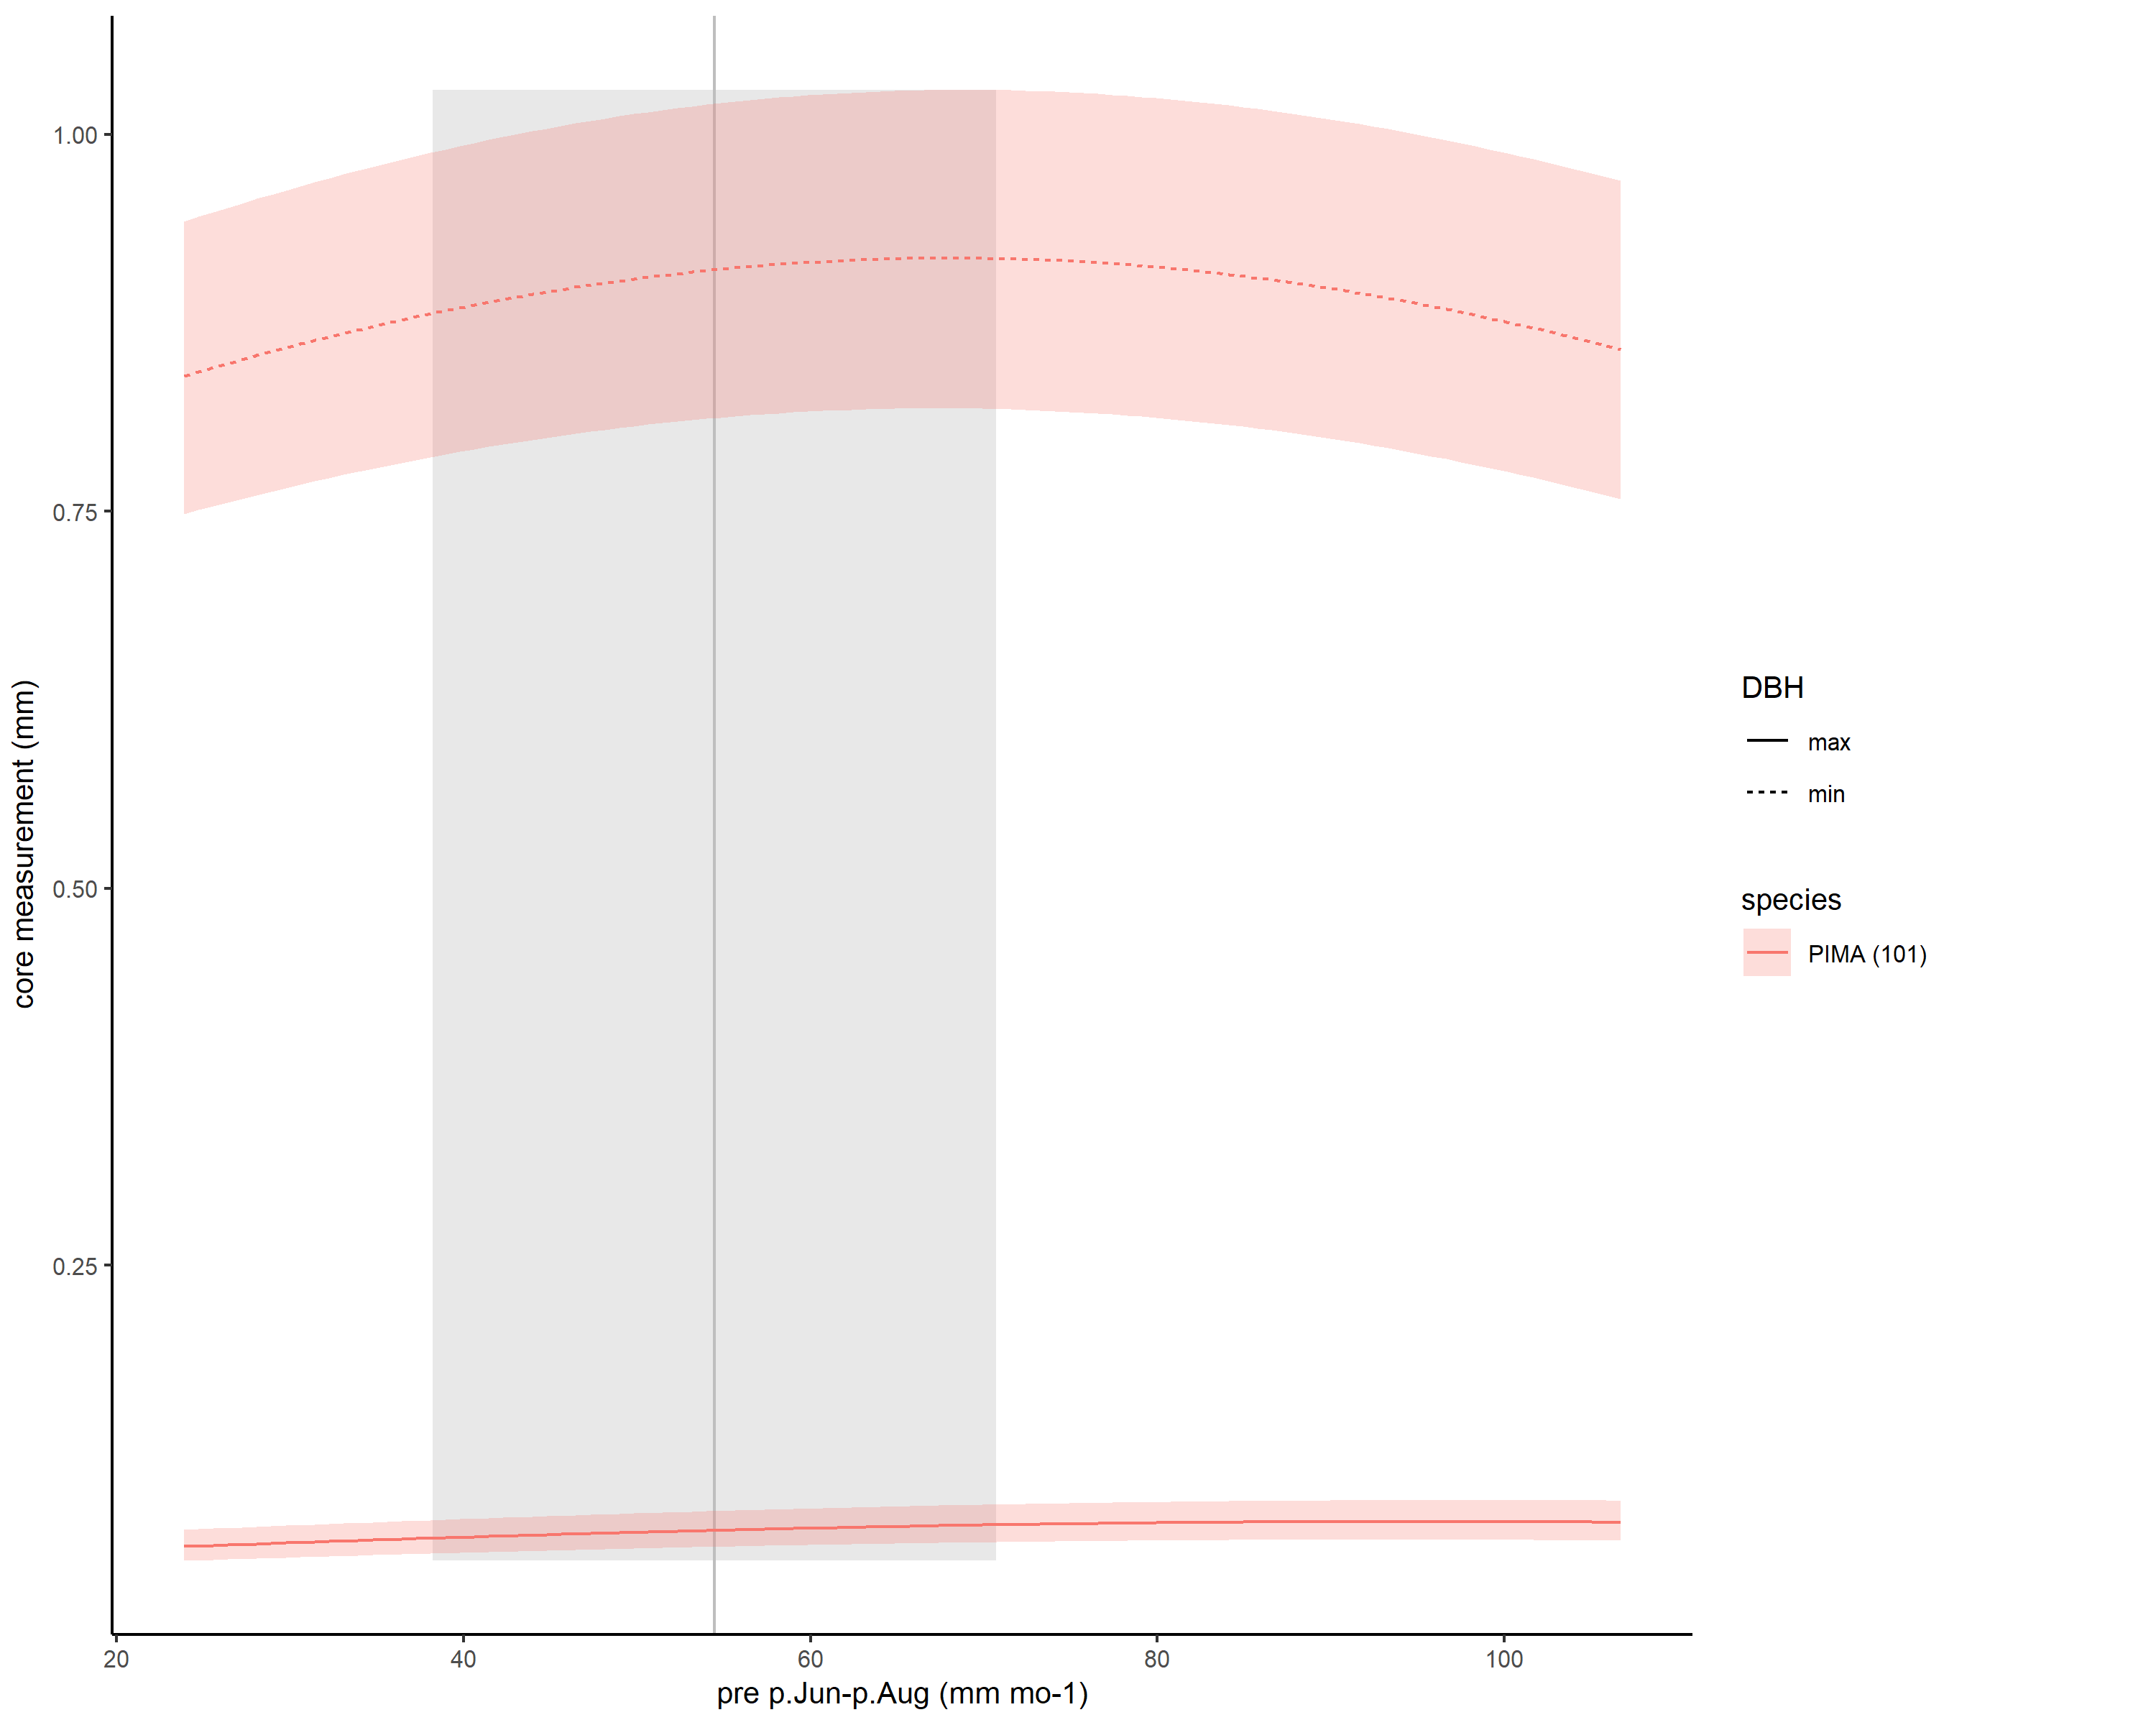 core measurement (mm)
1.00
0.75
0.50
0.25
20 40 60 80 100
pre p.Jun-p.Aug (mm mo-1)
DBH
max
min
species
PIMA (101)